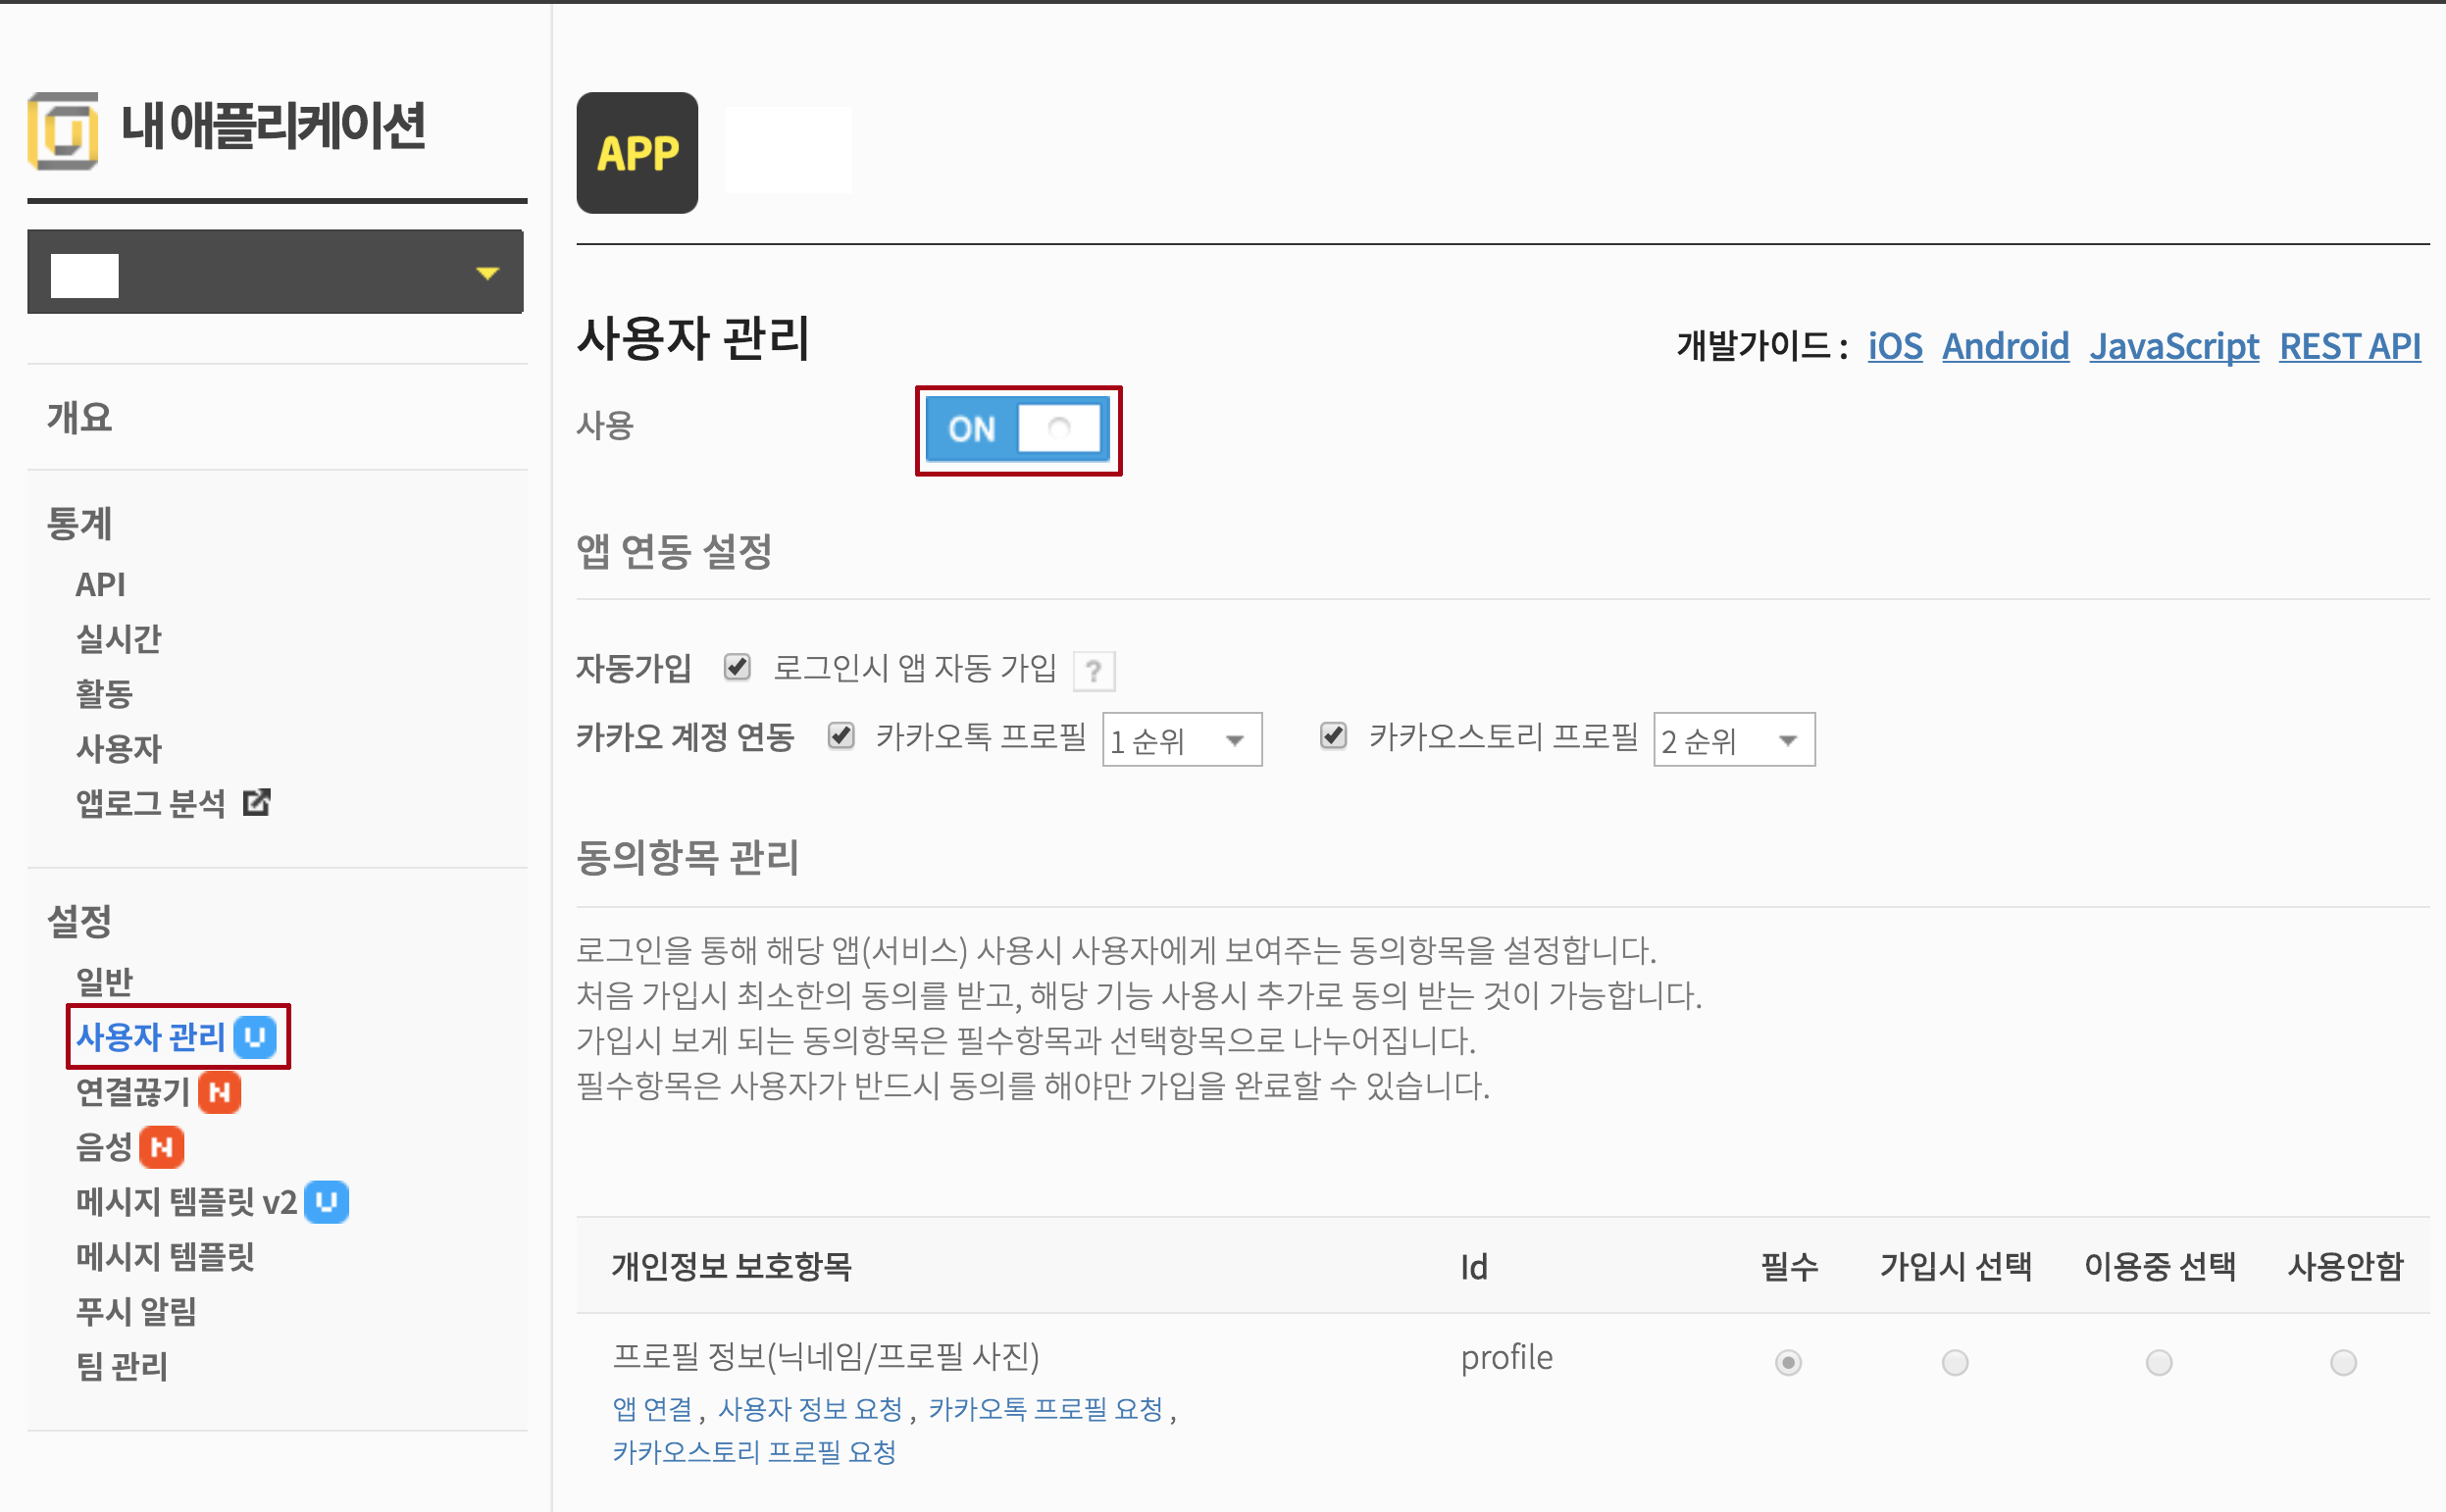 내 애플리케이션
개요
통계
API
실시간
활동
사용자
앱로그 분석
설정
일반
사용자 관리 U
연결끊기 N
음성 N
메시지 템플릿 v2 U
메시지 템플릿
푸시 알림
팀 관리
APP
사용자 관리
개발가이드 : iOS Android JavaScript REST API
사용 ON
앱 연동 설정
자동가입 로그인시 앱 자동 가입 ?
카카오 계정 연동 카카오톡 프로필 1 순위 카카오스토리 프로필 2 순위
동의항목 관리
로그인을 통해 해당 앱(서비스) 사용시 사용자에게 보여주는 동의항목을 설정합니다.
처음 가입시 최소한의 동의를 받고, 해당 기능 사용시 추가로 동의 받는 것이 가능합니다.
가입시 보게 되는 동의항목은 필수항목과 선택항목으로 나누어집니다.
필수항목은 사용자가 반드시 동의를 해야만 가입을 완료할 수 있습니다.
개인정보 보호항목 Id 필수 가입시 선택 이용중 선택 사용안함
프로필 정보(닉네임/프로필 사진) profile
앱 연결 , 사용자 정보 요청 , 카카오톡 프로필 요청 ,
카카오스토리 프로필 요청